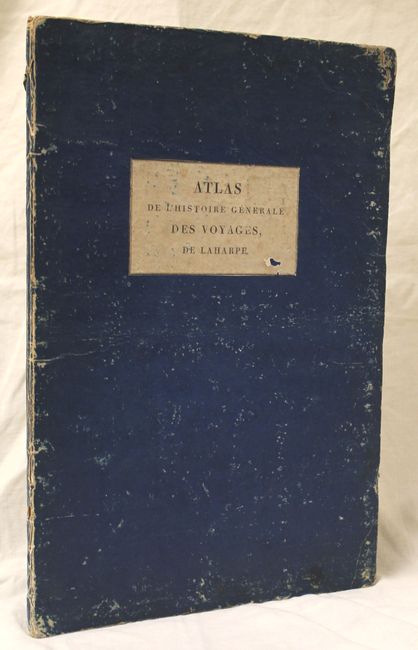 ATLAS
DE L'HISTOIRE GÉNÉRALE
DES VOYAGES,
DE LAHARPE.